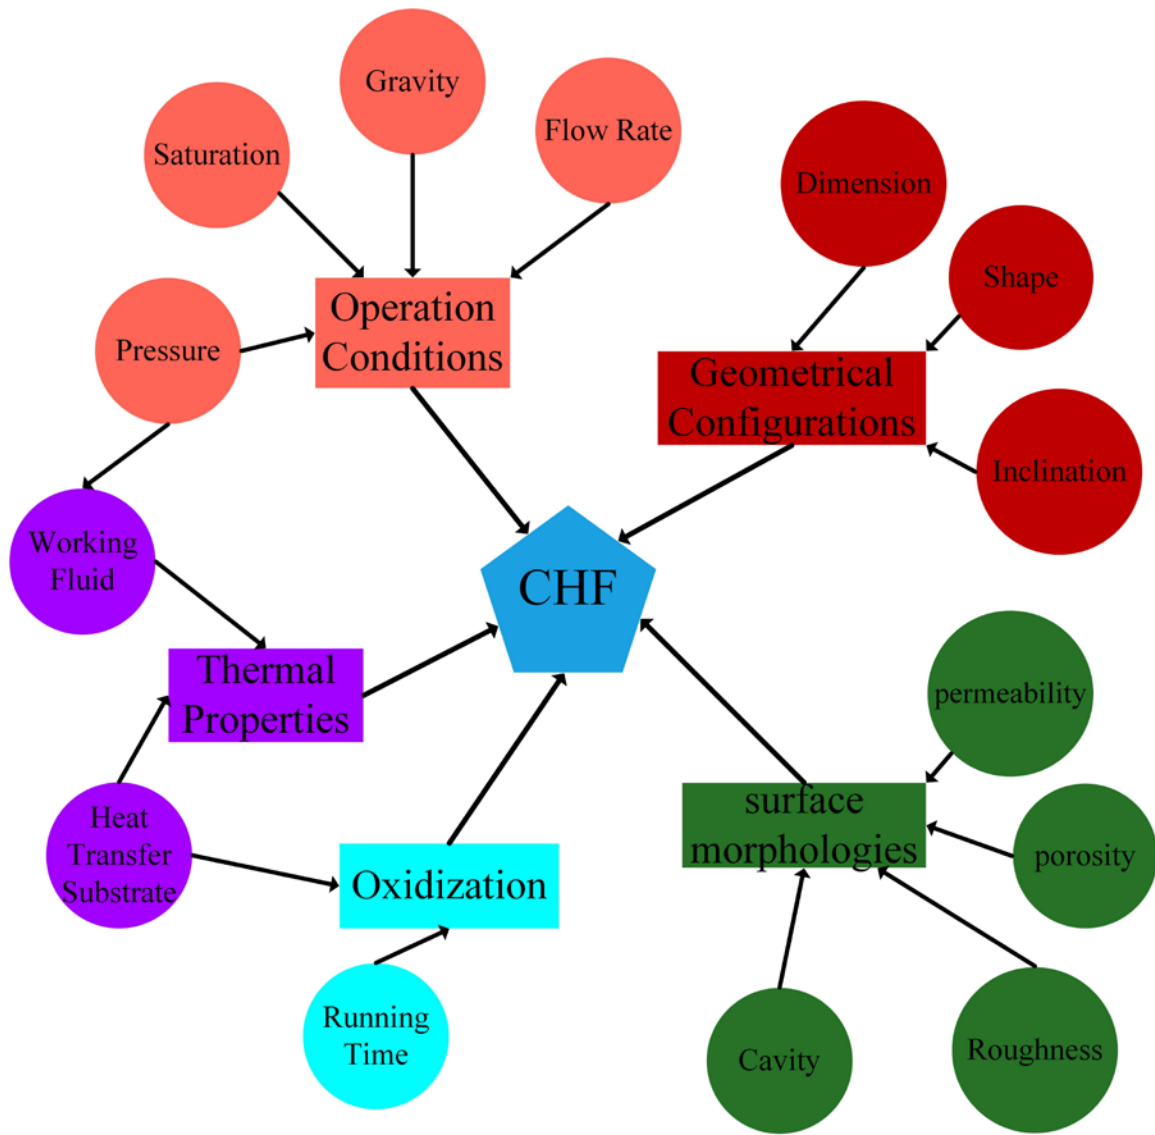 Gravity
Flow Rate
Saturation
Dimension
Shape
Operation
Conditions
Pressure
Geometrical
Configurations
Inclination
Working
Fluid
CHF
Thermal
Properties
permeability
Heat
Transfer
Substrate
Oxidization
surface
morphologies
porosity
Running
Time
Cavity
Roughness